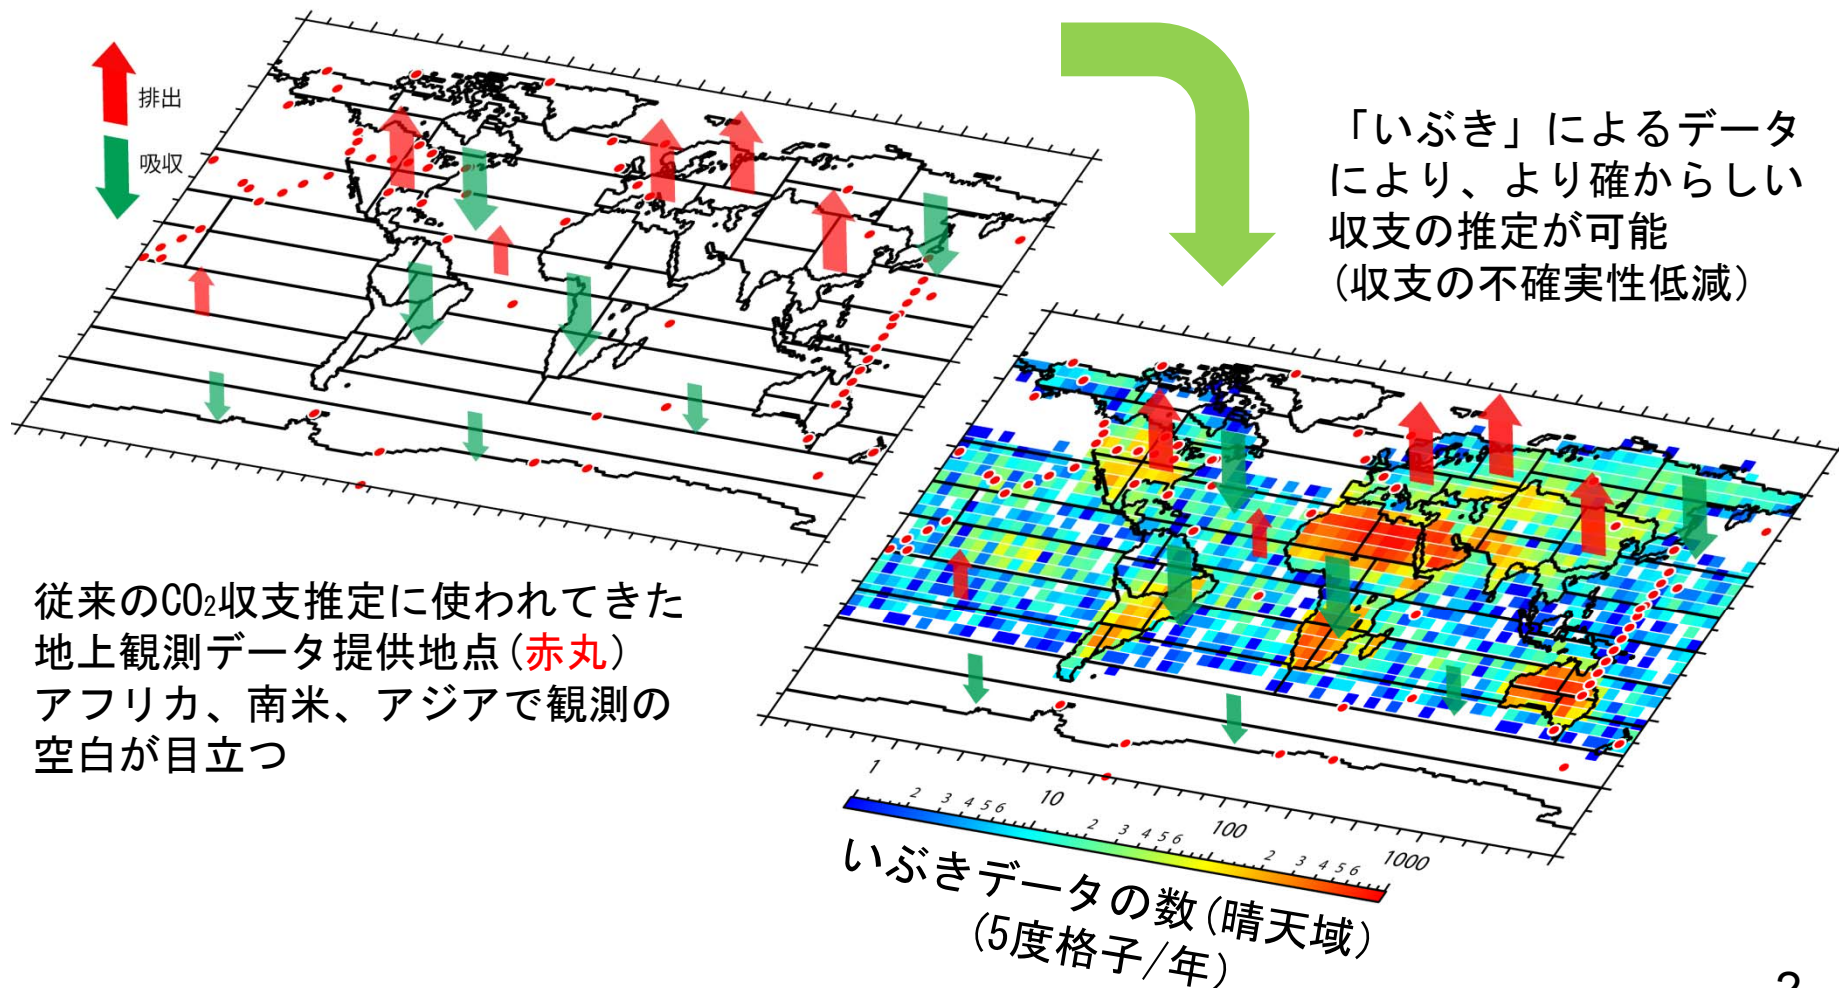 排出
吸収
「いぶき」によるデータ
により、より確からしい
収支の推定が可能
(収支の不確実性低減)
従来のCO₂収支推定に使われてきた
地上観測データ提供地点(赤丸)
アフリカ、南米、アジアで観測の
空白が目立つ
1 2 3 4 5 6 10 2 3 4 5 6 100 2 3 4 5 6 1000
いぶきデータの数(晴天域)
(5度格子/年)